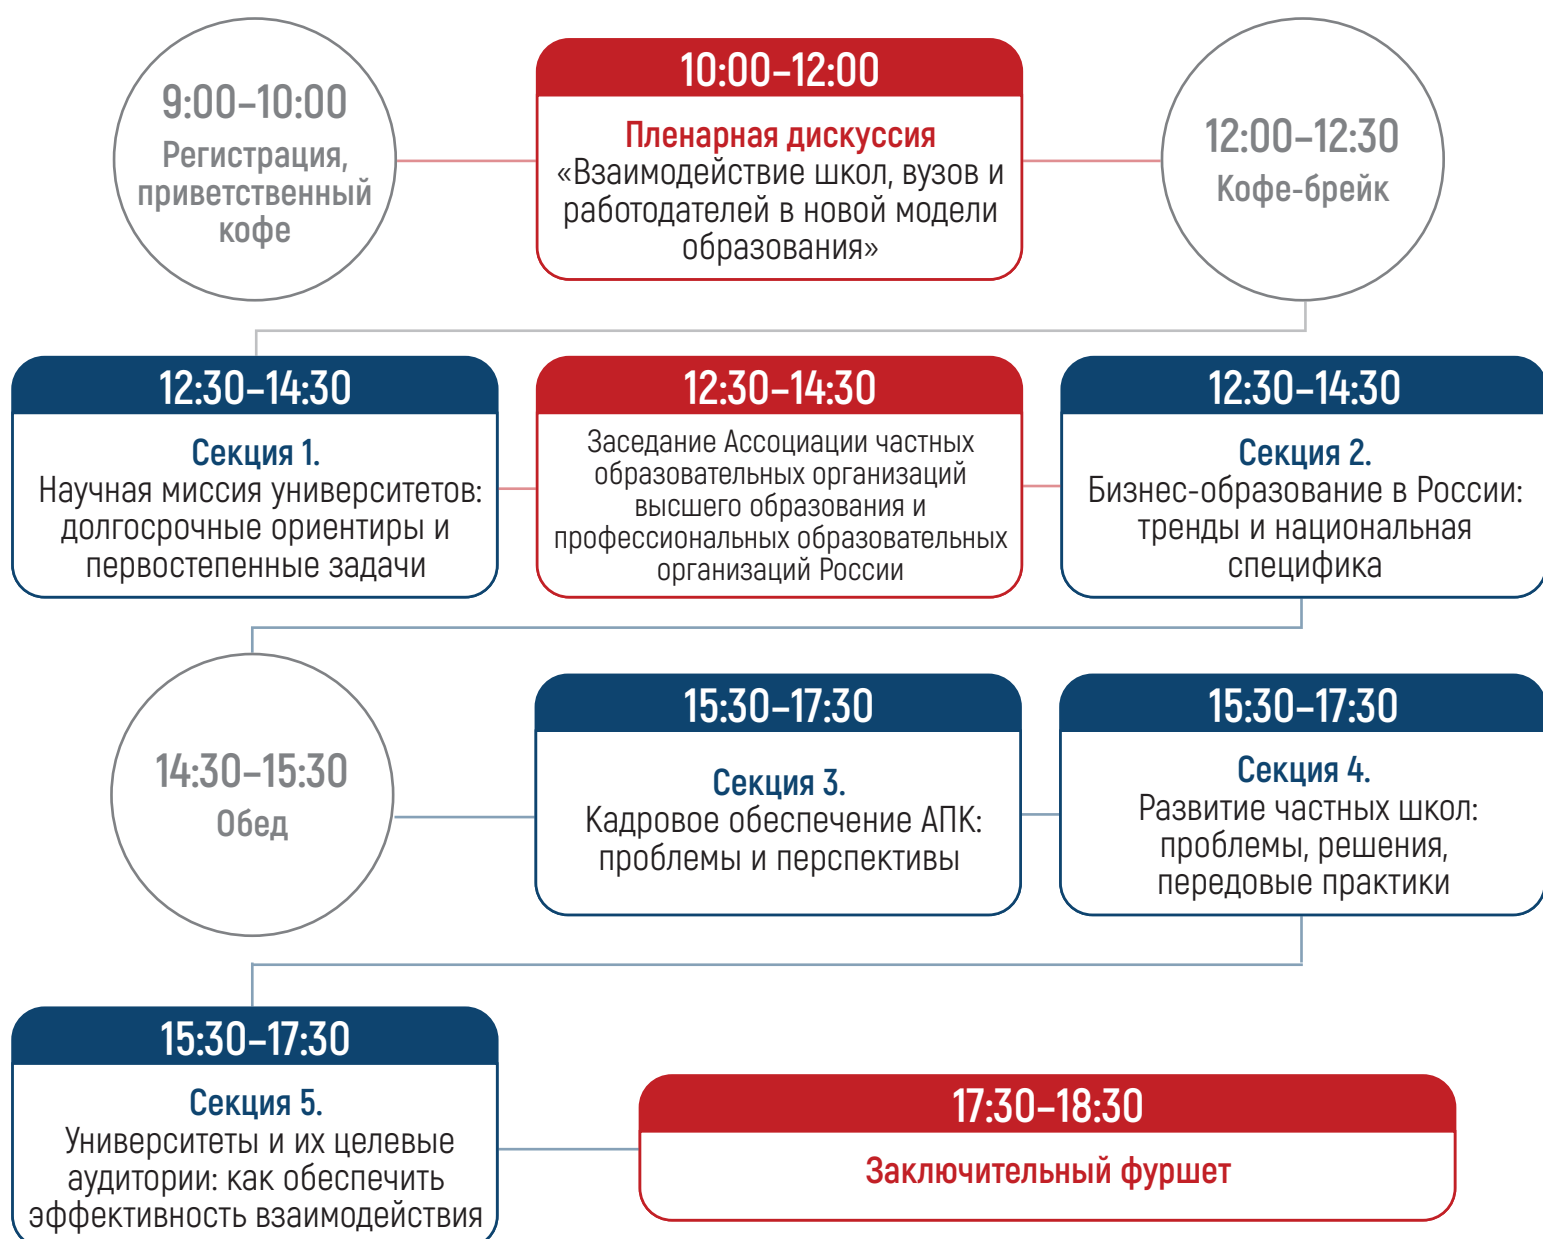 9:00–10:00
Регистрация,
приветственный
кофе
10:00–12:00
Пленарная дискуссия
«Взаимодействие школ, вузов и
работодателей в новой модели
образования»
12:00–12:30
Кофе-брейк
12:30–14:30
Секция 1.
Научная миссия университетов:
долгосрочные ориентиры и
первостепенные задачи
12:30–14:30
Заседание Ассоциации частных
образовательных организаций
высшего образования и
профессиональных образовательных
организаций России
12:30–14:30
Секция 2.
Бизнес-образование в России:
тренды и национальная
специфика
14:30–15:30
Обед
15:30–17:30
Секция 3.
Кадровое обеспечение АПК:
проблемы и перспективы
15:30–17:30
Секция 4.
Развитие частных школ:
проблемы, решения,
передовые практики
15:30–17:30
Секция 5.
Университеты и их целевые
аудитории: как обеспечить
эффективность взаимодействия
17:30–18:30
Заключительный фуршет